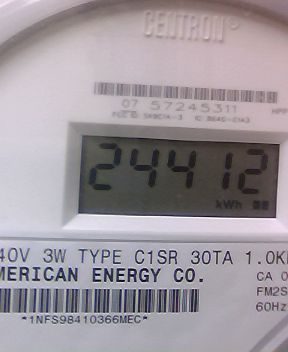 CENTRON®
07 57245311
24412
kWh
40V 3W TYPE C1SR 30TA 1.0K
MERICAN ENERGY CO.
CA 0
FM2S
60Hz
*1NFS98410366MEC*